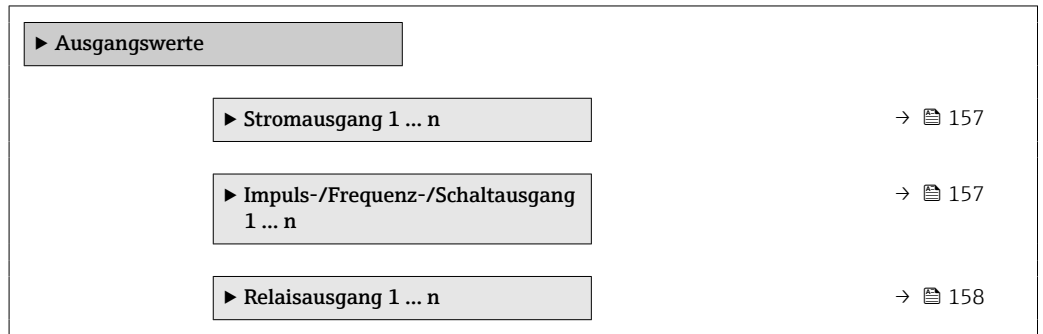 ▶ Ausgangswerte
▶ Stromausgang 1 ... n → 157
▶ Impuls-/Frequenz-/Schaltausgang
1 ... n
→ 157
▶ Relaisausgang 1 ... n → 158